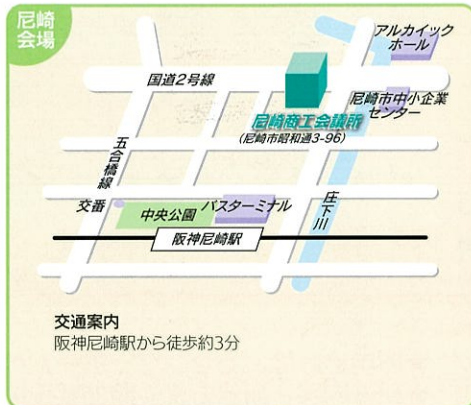 尼崎
会場
アルカイック
ホール
国道2号線
尼崎市中小企業
センター
尼崎商工会議所
(尼崎市昭和通3-96)
五合橋線
交番
中央公園
バスターミナル
庄下川
阪神尼崎駅
交通案内
阪神尼崎駅から徒歩約3分